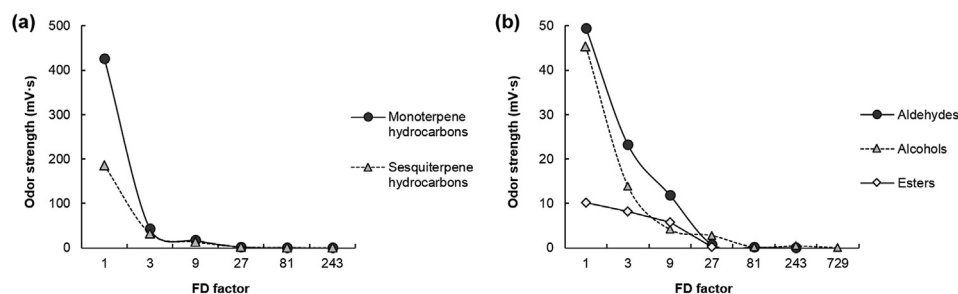 (a)
Odor strength (mV·s)
500
400
300
200
100
0
1 3 9 27 81 243
FD factor
Monoterpene
hydrocarbons
Sesquiterpene
hydrocarbons
(b)
Odor strength (mV·s)
50
40
30
20
10
0
1 3 9 27 81 243 729
FD factor
Aldehydes
Alcohols
Esters